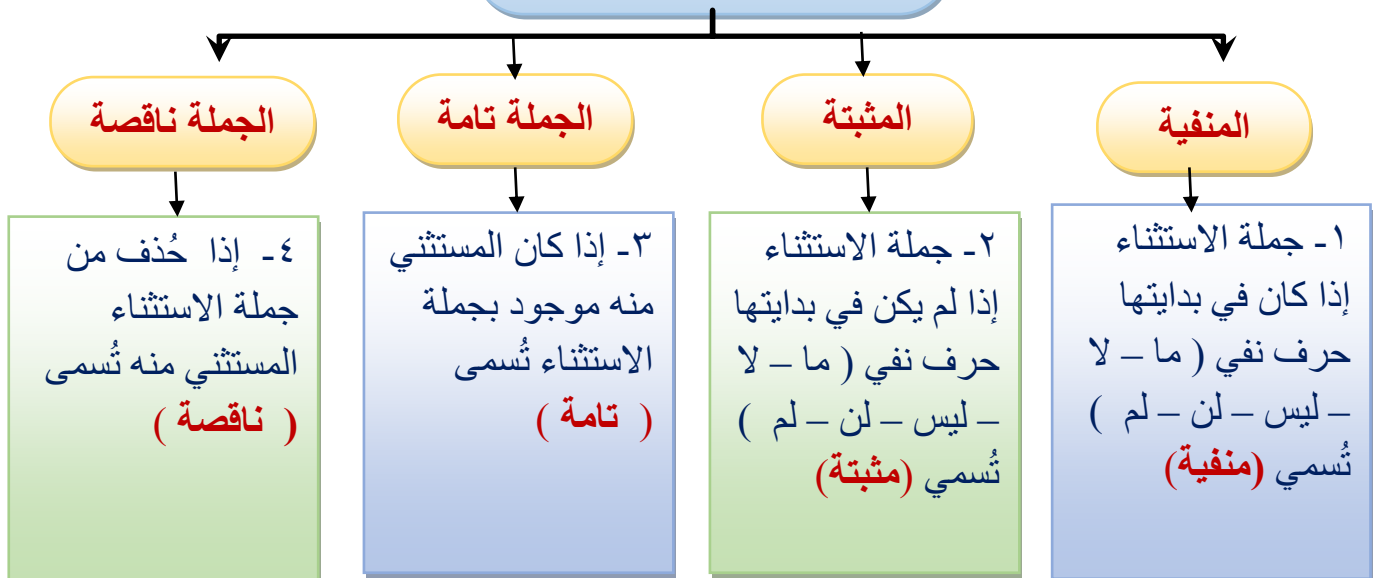 المنفية
المثبتة
الجملة تامة
الجملة ناقصة
١- جملة الاستثناء
إذا كان في بدايتها
حرف نفي ( ما – لا
– ليس – لن – لم )
تُسمي (منفية)
٢- جملة الاستثناء
إذا لم يكن في بدايتها
حرف نفي ( ما – لا
– ليس – لن – لم )
تُسمي (مثبتة)
٣- إذا كان المستثني
منه موجود بجملة
الاستثناء تُسمى
( تامة )
٤- إذا حُذف من
جملة الاستثناء
المستثني منه تُسمى
( ناقصة )